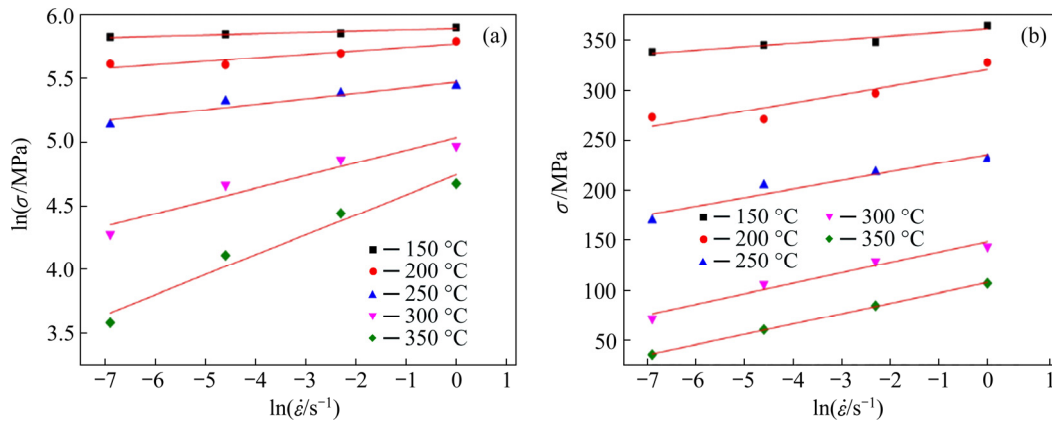 6.0
5.5
5.0
4.5
4.0
3.5
ln(σ/MPa)
(a)
— 150 °C
— 200 °C
— 250 °C
— 300 °C
— 350 °C
−7 −6 −5 −4 −3 −2 −1 0 1
ln(ε̇/s⁻¹)
350
300
250
200
150
100
50
σ/MPa
(b)
— 150 °C — 300 °C
— 200 °C — 350 °C
— 250 °C
−7 −6 −5 −4 −3 −2 −1 0 1
ln(ε̇/s⁻¹)